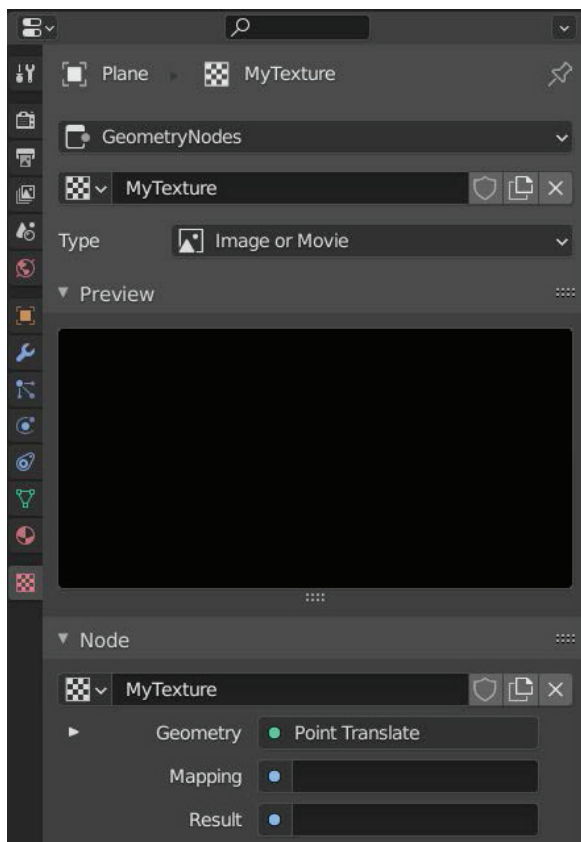 Plane MyTexture
GeometryNodes
MyTexture
Type Image or Movie
Preview
Node
MyTexture
Geometry Point Translate
Mapping
Result